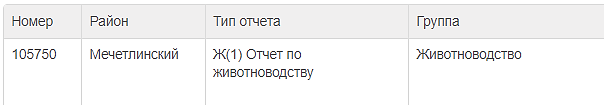 Номер Район Тип отчета Группа
105750 Мечетлинский Ж(1) Отчет по Животноводство
животноводству